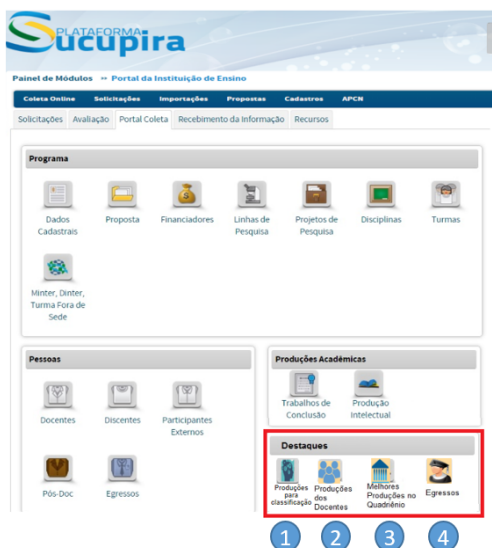 PLATAFORMA
Sucupira
Painel de Módulos » Portal da Instituição de Ensino
Coleta Online Solicitações Importações Propostas Cadastros APCN
Solicitações Avaliação Portal Coleta Recebimento da Informação Recursos
Programa
Dados
Cadastrais
Proposta
Financiadores
Linhas de
Pesquisa
Projetos de
Pesquisa
Disciplinas
Turmas
Minter, Dinter,
Turma Fora de
Sede
Pessoas
Docentes
Discentes
Participantes
Externos
Pós-Doc
Egressos
Produções Acadêmicas
Trabalhos de
Conclusão
Produção
Intelectual
Destaques
Produções
para
classificação
Produções
dos
Docentes
Melhores
Produções no
Quadriênio
Egressos
1 2 3 4